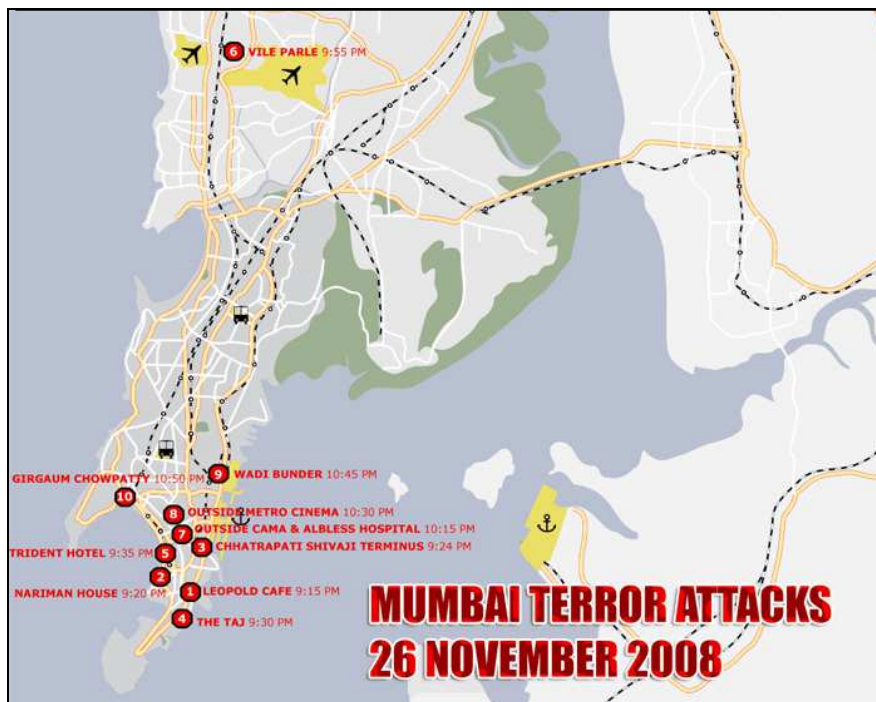 6 VILE PARLE 9:55 PM
9 WADI BUNDER 10:45 PM
GIRGAUM CHOWPATTY 10:50 PM
10
8 OUTSIDE METRO CINEMA 10:30 PM
7 OUTSIDE CAMA & ALBLESS HOSPITAL 10:15 PM
3 CHHATRAPATI SHIVAJI TERMINUS 9:24 PM
TRIDENT HOTEL 9:35 PM 5
2
NARIMAN HOUSE 9:20 PM
1 LEOPOLD CAFE 9:15 PM
4 THE TAJ 9:30 PM
MUMBAI TERROR ATTACKS
26 NOVEMBER 2008